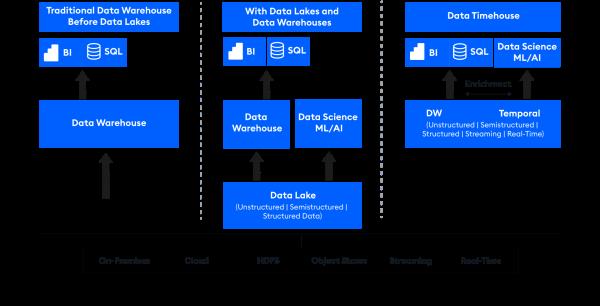 Traditional Data Warehouse
Before Data Lakes
BI
SQL
Data Warehouse
With Data Lakes and
Data Warehouses
BI
SQL
Data
Warehouse
Data Science
ML/AI
Data Lake
(Unstructured | Semistructured |
Structured Data)
Data Timehouse
BI
SQL
Data Science
ML/AI
Enrichment
DW
Temporal
(Unstructured | Semistructured |
Structured | Streaming | Real-Time)
On-Premises
Cloud
HDFS
Object Stores
Streaming
Real-Time